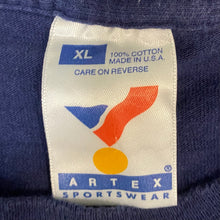 XL
100% COTTON
MADE IN U.S.A.
CARE ON REVERSE
®
ARTEX
SPORTSWEAR